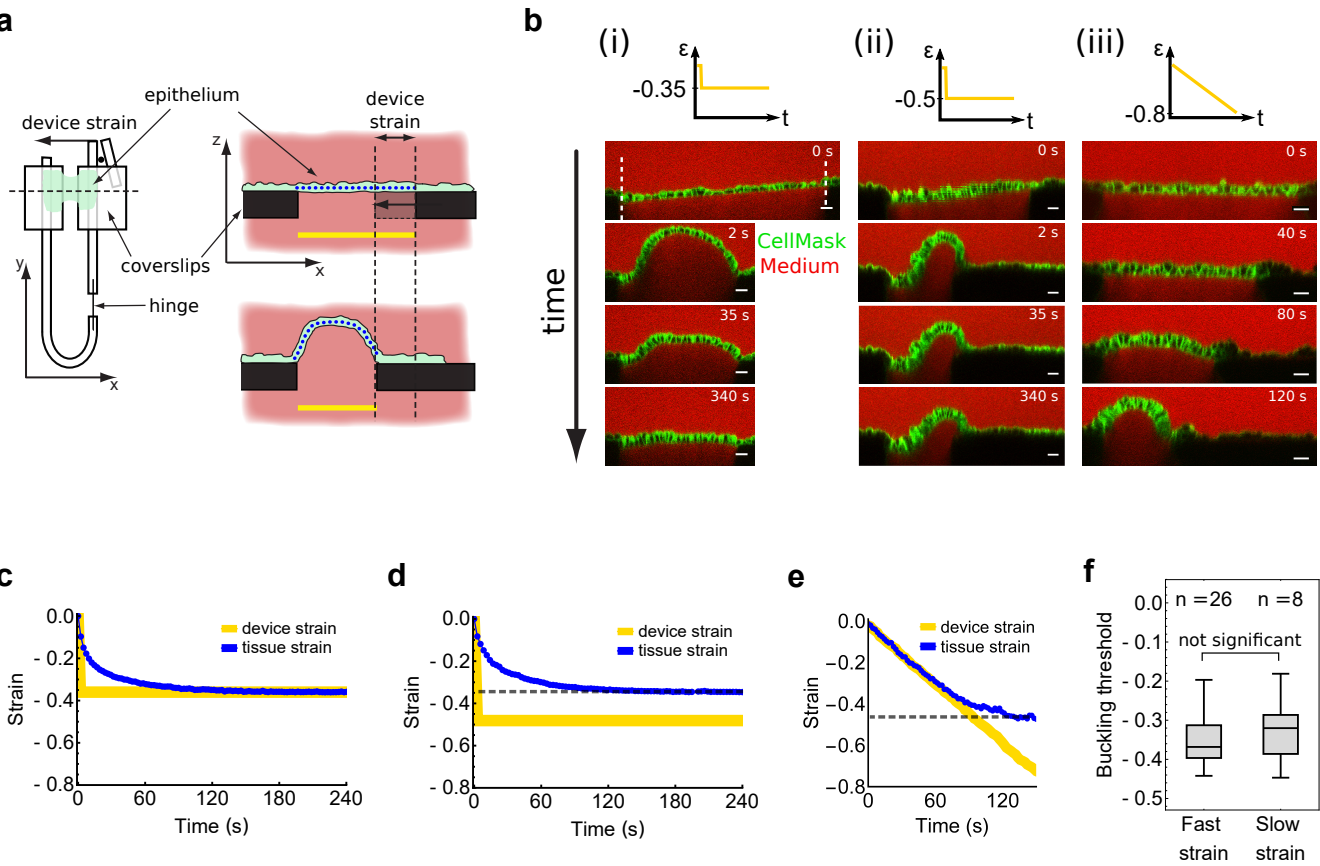 a
device strain
epithelium
device
strain
z
x
coverslips
y
hinge
x
b
(i)
ε
-0.35
t
(ii)
ε
-0.5
t
(iii)
ε
-0.8
t
time
0 s
2 s
CellMask
Medium
35 s
340 s
0 s
2 s
35 s
340 s
0 s
40 s
80 s
120 s
c
Strain
0.0
- 0.2
- 0.4
- 0.6
- 0.8
device strain
tissue strain
0
60
120
180
240
Time (s)
d
Strain
0.0
- 0.2
- 0.4
- 0.6
- 0.8
device strain
tissue strain
0
60
120
180
240
Time (s)
e
Strain
0.0
-0.2
-0.4
-0.6
-0.8
device strain
tissue strain
0
60
120
Time (s)
f
Buckling threshold
0.0
- 0.1
- 0.2
- 0.3
- 0.4
- 0.5
n =26
n =8
not significant
Fast
strain
Slow
strain